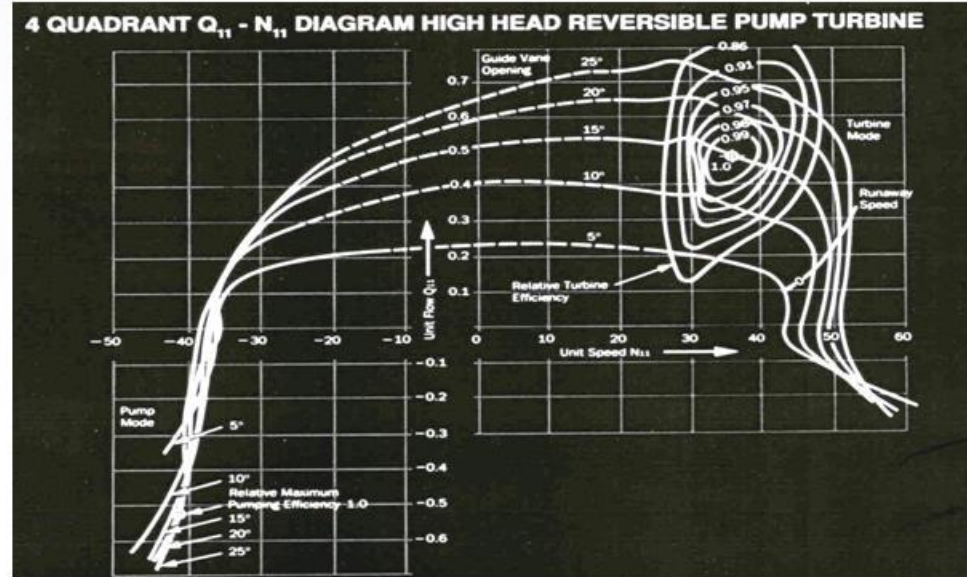 4 QUADRANT Q₁₁ - N₁₁ DIAGRAM HIGH HEAD REVERSIBLE PUMP TURBINE
Guide Vane
Opening
25°
20°
15°
10°
5°
0.86
0.91
0.95
0.97
0.98
0.99
1.0
Turbine
Mode
Runaway
Speed
Relative Turbine
Efficiency
0.7
0.6
0.5
0.4
0.3
0.2
0.1
Unit Flow Q₁₁
-50
-40
-30
-20
-10
0
10
20
30
40
50
60
Unit Speed N₁₁
-0.1
-0.2
-0.3
-0.4
-0.5
-0.6
Pump
Mode
5°
10°
Relative Maximum
Pumping Efficiency 1.0
15°
20°
25°